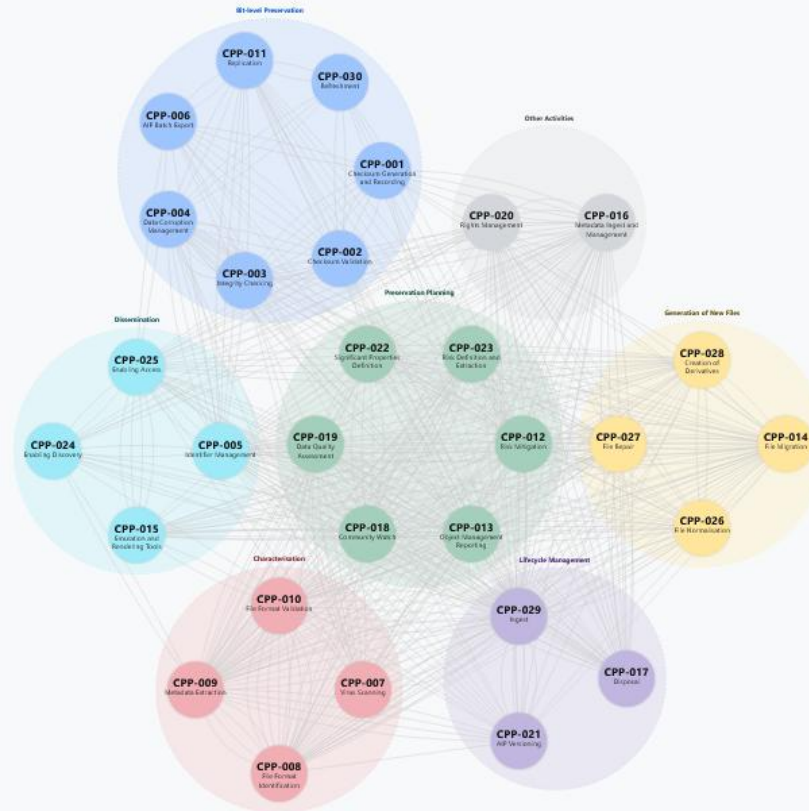 Bit-level Preservation
CPP-011
Replication
CPP-030
Refreshment
CPP-006
AIP Batch Export
CPP-001
Checksum Generation
and Recording
CPP-004
Data Corruption
Management
CPP-002
Checksum Validation
CPP-003
Integrity Checking
Other Activities
CPP-020
Rights Management
CPP-016
Metadata Ingest and
Management
Dissemination
CPP-025
Enabling Access
CPP-024
Enabling Discovery
CPP-005
Identifier Management
CPP-015
Emulation and
Rendering Tools
Preservation Planning
CPP-022
Significant Properties
Definition
CPP-023
Risk Definition and
Extraction
CPP-019
Data Quality
Assessment
CPP-012
Risk Mitigation
CPP-018
Community Watch
CPP-013
Object Management
Reporting
Generation of New Files
CPP-028
Creation of
Derivatives
CPP-027
File Repair
CPP-014
File Migration
CPP-026
File Normalisation
Characterisation
CPP-010
File Format Validation
CPP-009
Metadata Extraction
CPP-007
Virus Scanning
CPP-008
File Format
Identification
Lifecycle Management
CPP-029
Ingest
CPP-017
Disposal
CPP-021
AIP Versioning